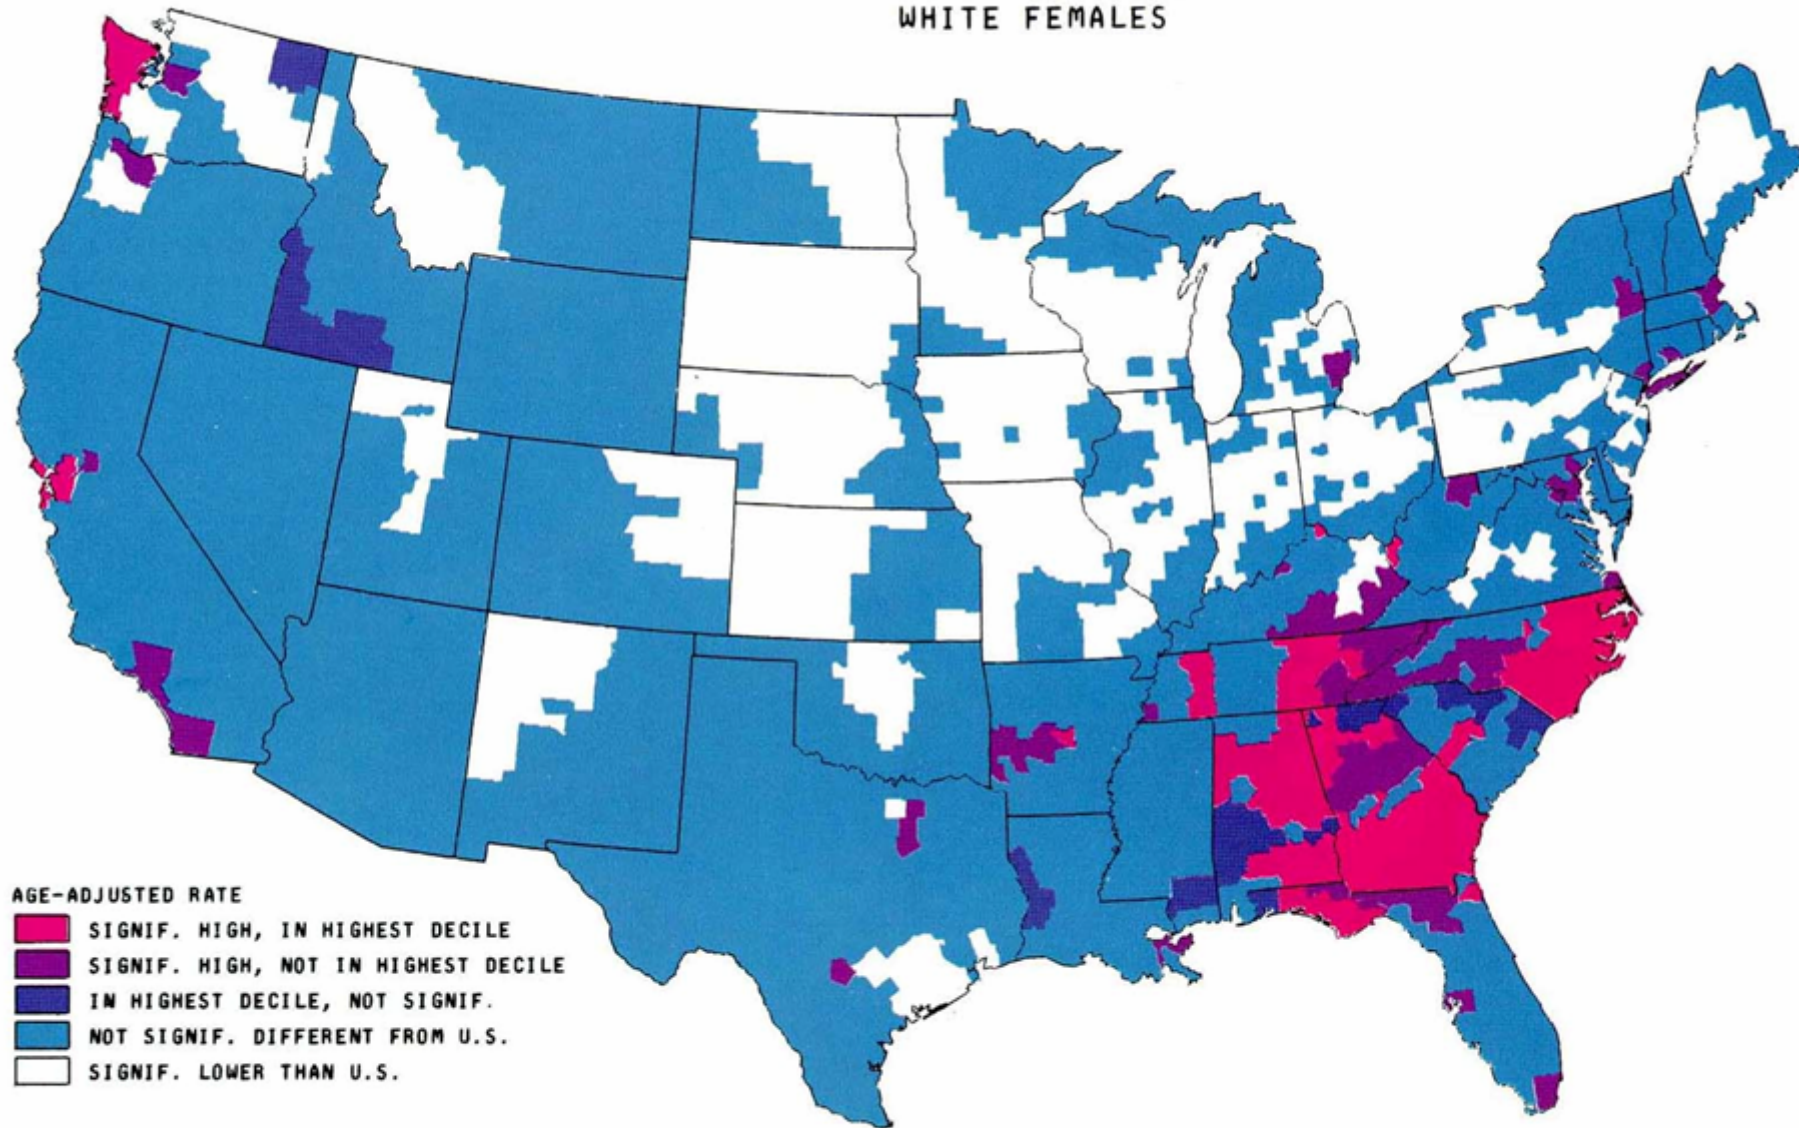 WHITE FEMALES
AGE-ADJUSTED RATE
SIGNIF. HIGH, IN HIGHEST DECILE
SIGNIF. HIGH, NOT IN HIGHEST DECILE
IN HIGHEST DECILE, NOT SIGNIF.
NOT SIGNIF. DIFFERENT FROM U.S.
SIGNIF. LOWER THAN U.S.